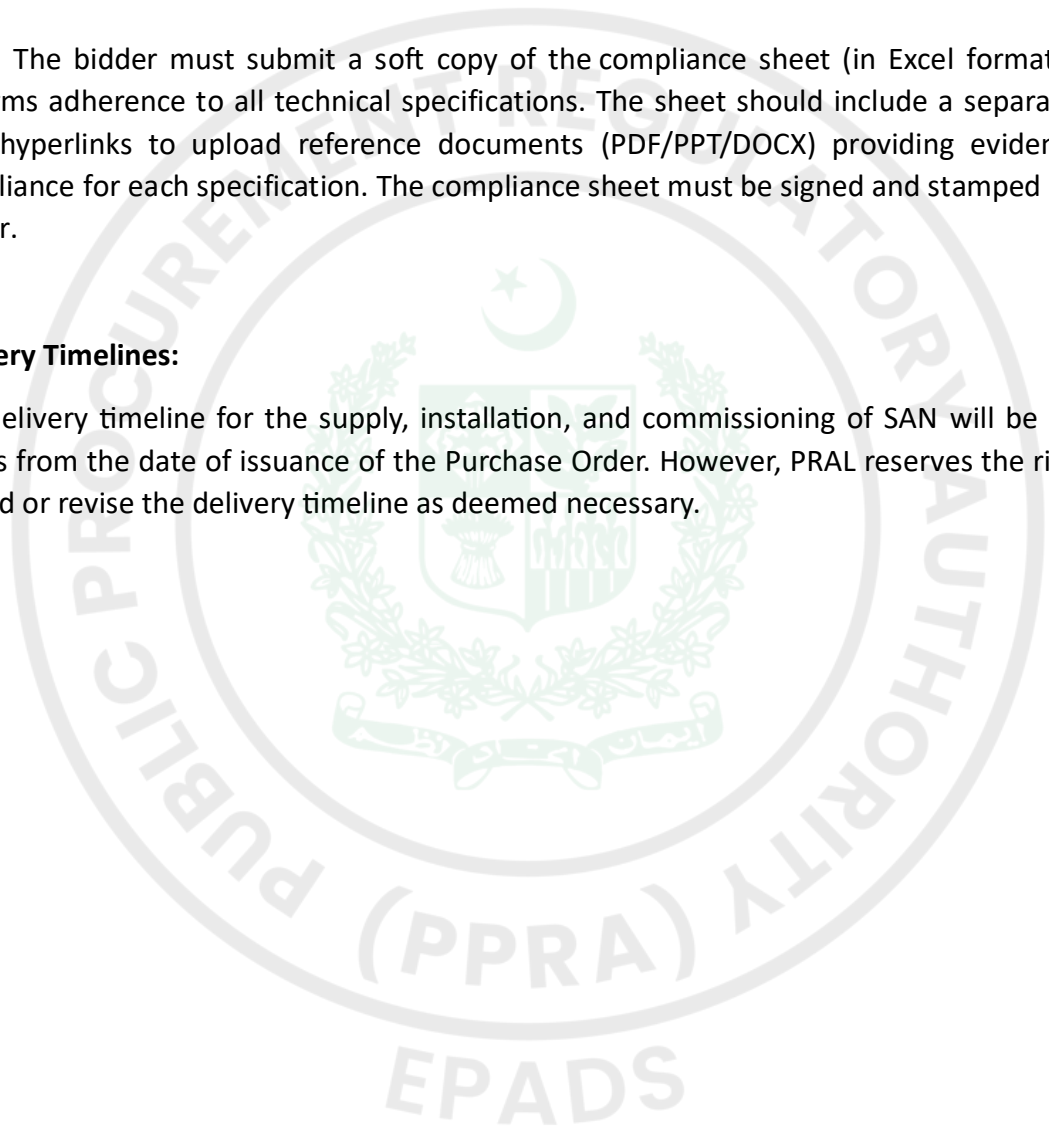 The bidder must submit a soft copy of the compliance sheet (in Excel format
rms adherence to all technical specifications. The sheet should include a separa
hyperlinks to upload reference documents (PDF/PPT/DOCX) providing eviden
liance for each specification. The compliance sheet must be signed and stamped
r.
ery Timelines:
elivery timeline for the supply, installation, and commissioning of SAN will be
s from the date of issuance of the Purchase Order. However, PRAL reserves the ri
d or revise the delivery timeline as deemed necessary.
PUBLIC PROCUREMENT REGULATORY AUTHORITY
(PPRA)
EPADS